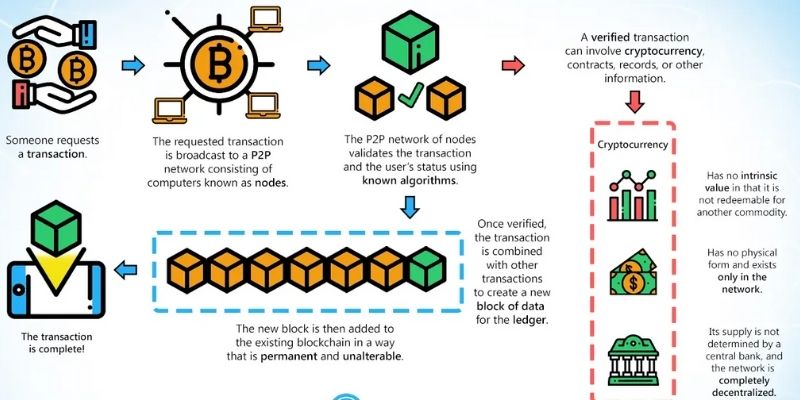 Someone requests
a transaction.
The requested transaction
is broadcast to a P2P
network consisting of
computers known as nodes.
The P2P network of nodes
validates the transaction
and the user's status using
known algorithms.
A verified transaction
can involve cryptocurrency,
contracts, records, or other
information.
Cryptocurrency
Has no intrinsic
value in that it is
not redeemable for
another commodity.
Has no physical
form and exists
only in the
network.
Its supply is not
determined by a
central bank, and
the network is
completely
decentralized.
Once verified,
the transaction
is combined
with other
transactions
to create a new
block of data
for the ledger.
The new block is then added to
the existing blockchain in a way
that is permanent and unalterable.
The transaction
is complete!